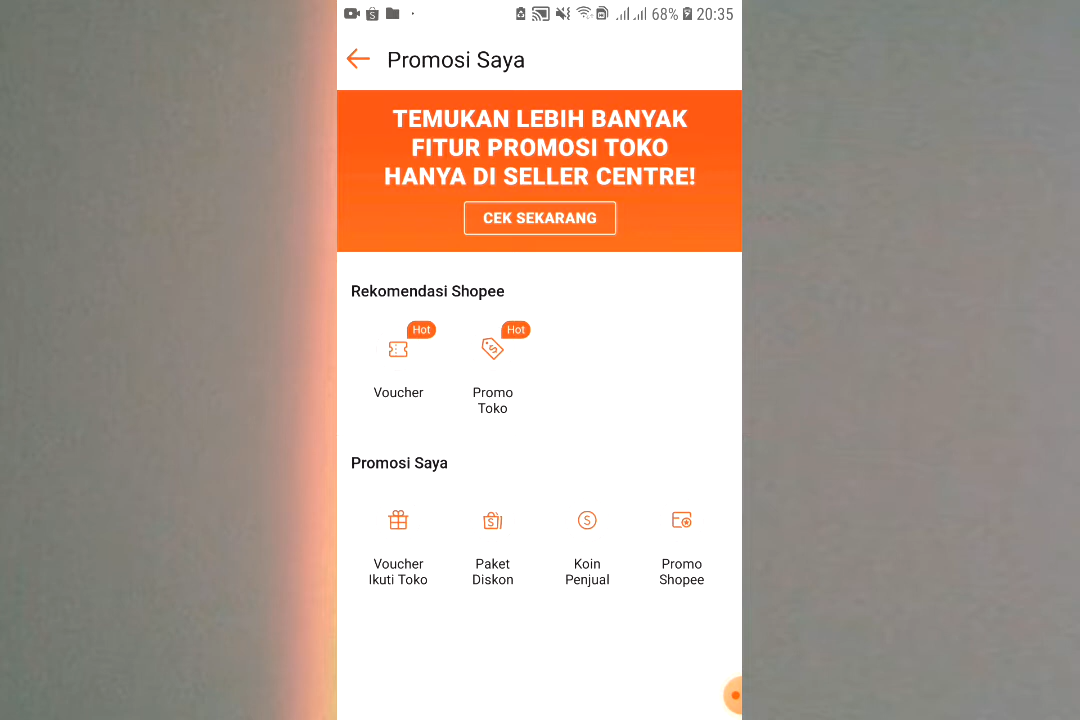 68% 20:35
Promosi Saya
TEMUKAN LEBIH BANYAK
FITUR PROMOSI TOKO
HANYA DI SELLER CENTRE!
CEK SEKARANG
Rekomendasi Shopee
Hot Hot
Voucher Promo
Toko
Promosi Saya
Voucher Paket Koin Promo
Ikuti Toko Diskon Penjual Shopee